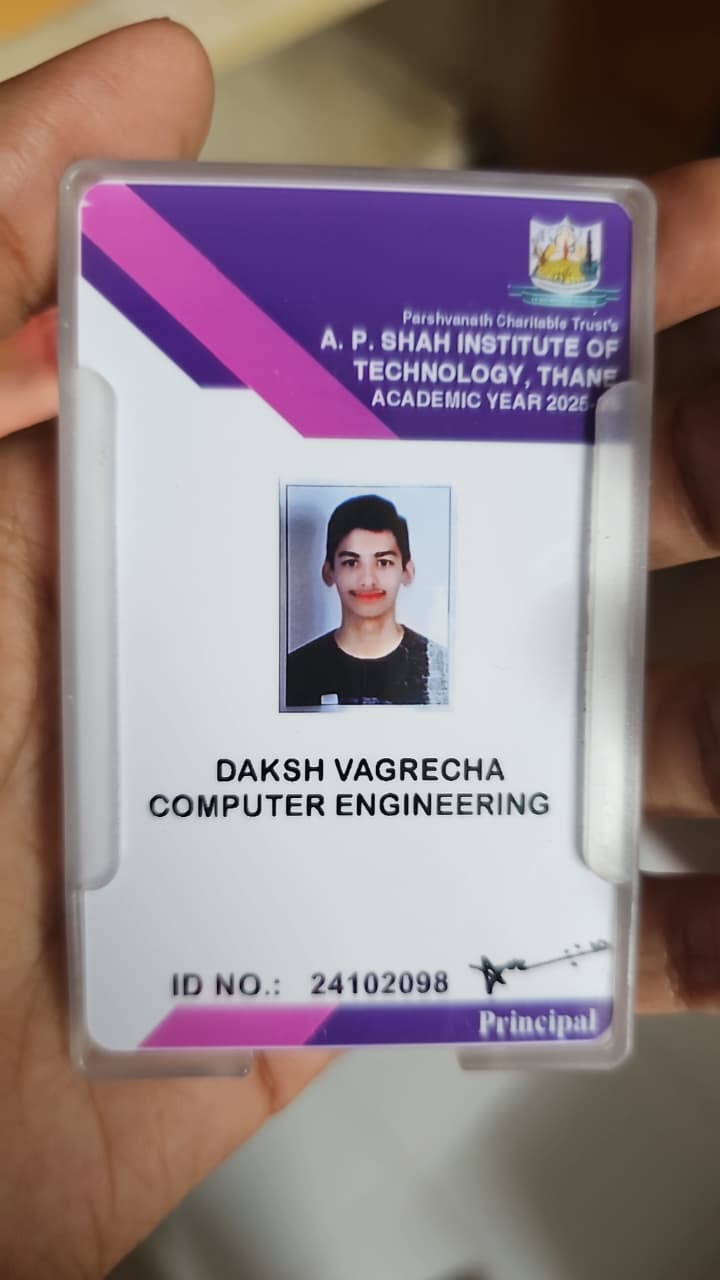 Parshvanath Charitable Trust's
A. P. SHAH INSTITUTE OF
TECHNOLOGY, THANE
ACADEMIC YEAR 2025-
DAKSH VAGRECHA
COMPUTER ENGINEERING
ID NO.: 24102098
Principal